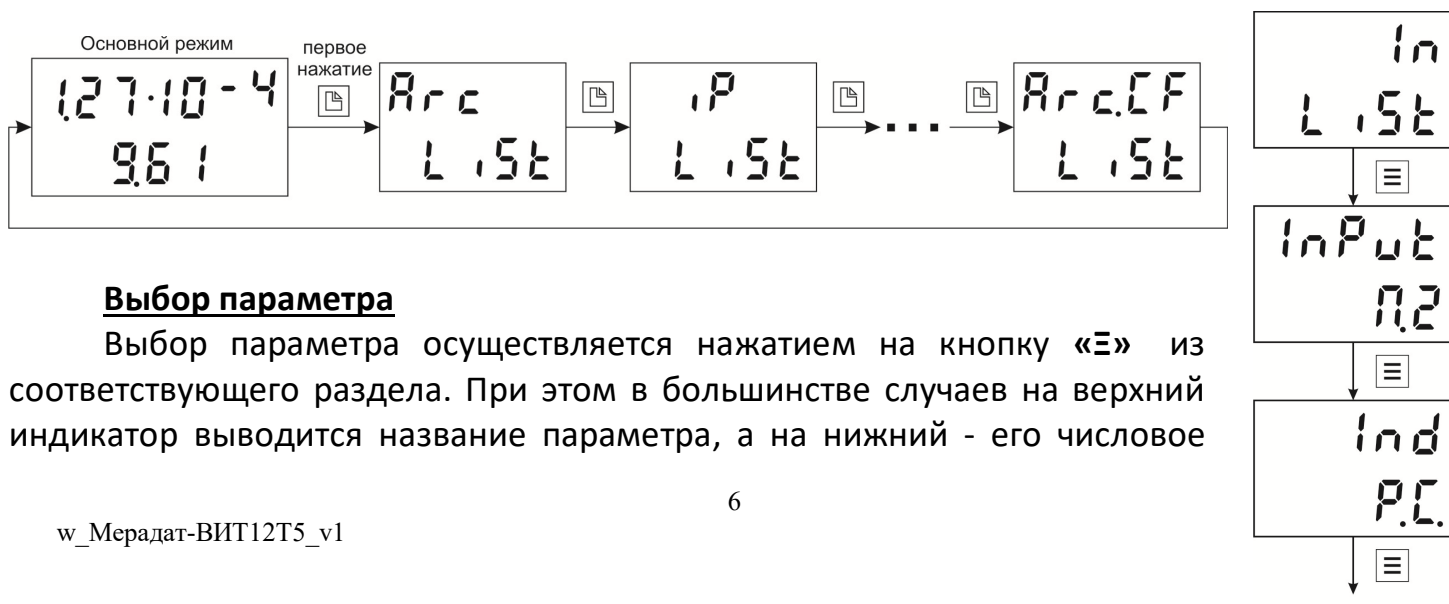 Основной режим
первое
нажатие
1.27·10-4
9.61
Arc
LiSt
iP
LiSt
Arc.CF
LiSt
In
LiSt
InPut
П.2
Ind
P.C.
Выбор параметра
Выбор параметра осуществляется нажатием на кнопку «Ξ» из
соответствующего раздела. При этом в большинстве случаев на верхний
индикатор выводится название параметра, а на нижний - его числовое
6
w_Мерадат-ВИТ12Т5_v1